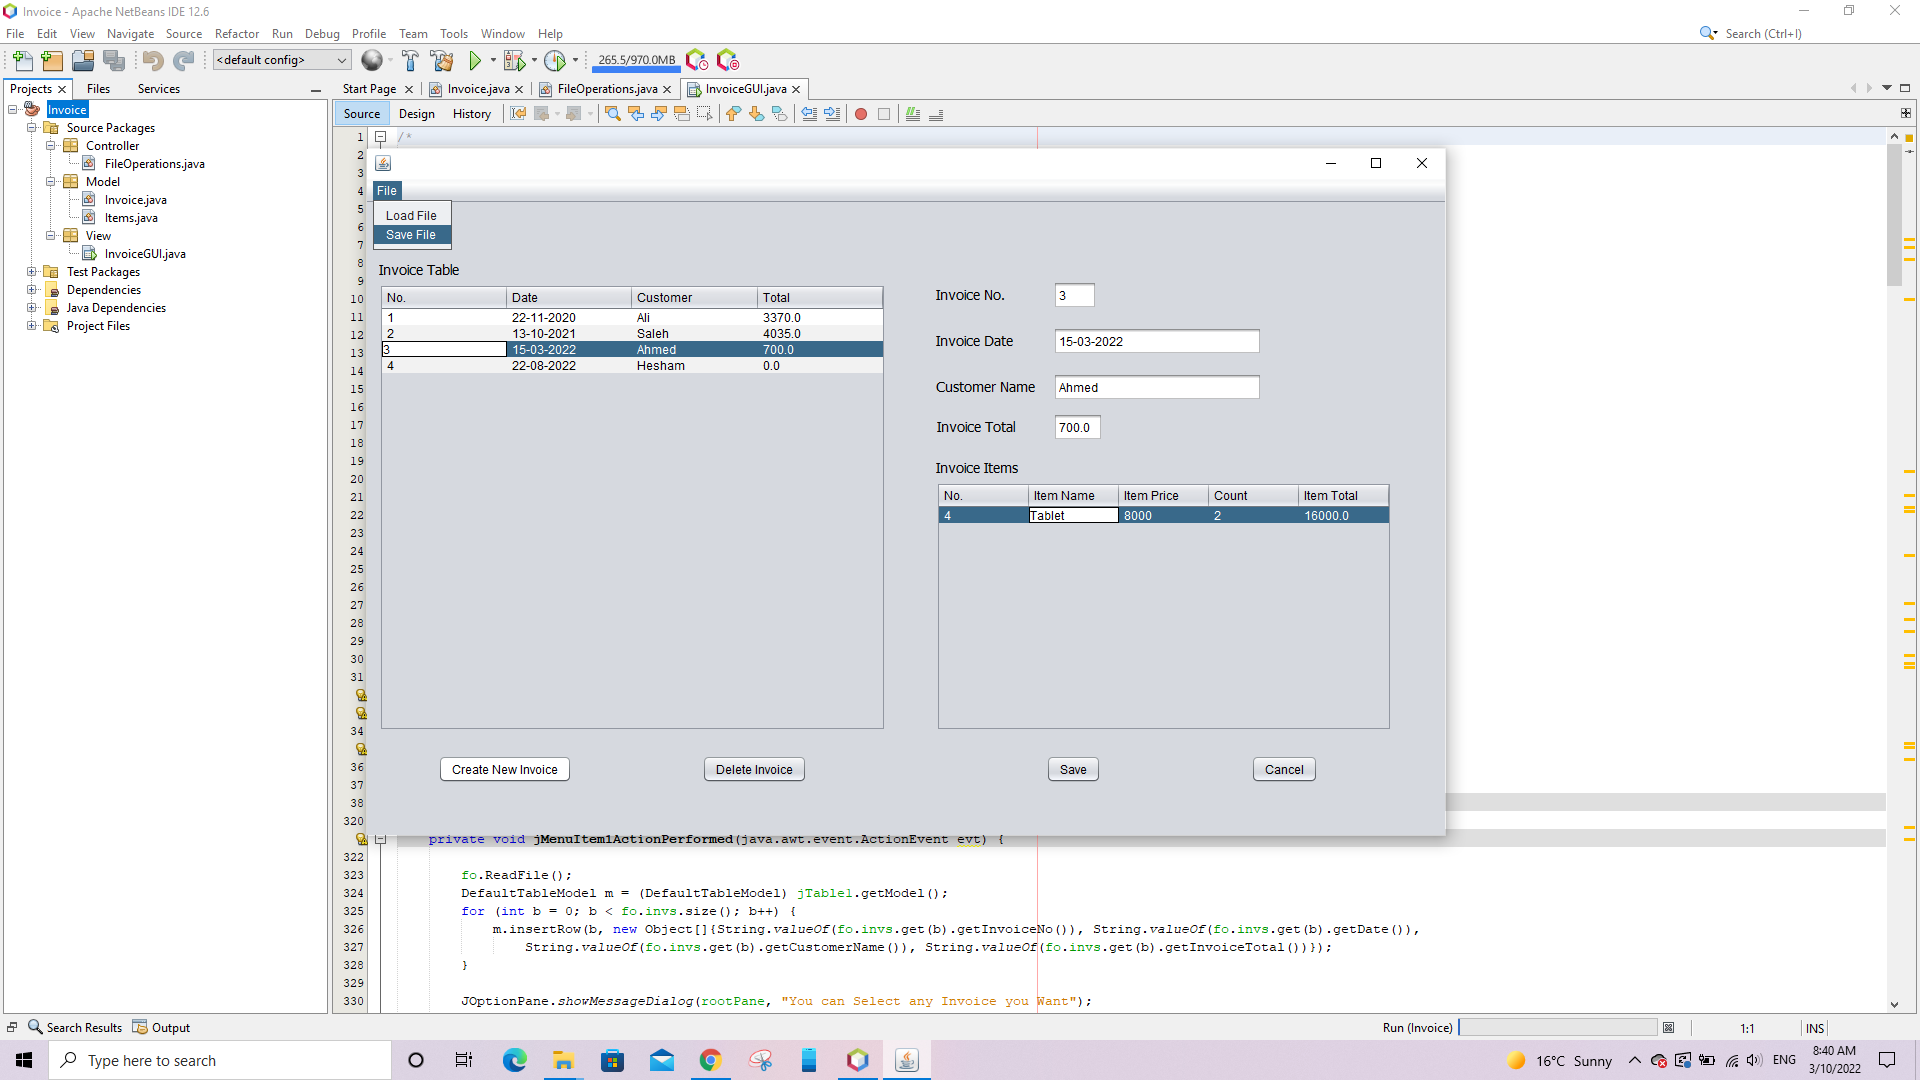 Invoice - Apache NetBeans IDE 12.6
File Edit View Navigate Source Refactor Run Debug Profile Team Tools Window Help
Search (Ctrl+I)
<default config>
265.5/970.0MB
Projects Files Services
Start Page Invoice.java FileOperations.java InvoiceGUI.java
Source Design History
Invoice
Source Packages
Controller
FileOperations.java
Model
Invoice.java
Items.java
View
InvoiceGUI.java
Test Packages
Dependencies
Java Dependencies
Project Files
1 /*
2
3
4
5
6
7
8
9
10
11
12
13
14
15
16
17
18
19
20
21
22
23
24
25
26
27
28
29
30
31
34
36
37
38
320
File
Load File
Save File
Invoice Table
No. Date Customer Total
1 22-11-2020 Ali 3370.0
2 13-10-2021 Saleh 4035.0
3 15-03-2022 Ahmed 700.0
4 22-08-2022 Hesham 0.0
Invoice No. 3
Invoice Date 15-03-2022
Customer Name Ahmed
Invoice Total 700.0
Invoice Items
No. Item Name Item Price Count Item Total
4 Tablet 8000 2 16000.0
Create New Invoice Delete Invoice Save Cancel
private void jMenuItem1ActionPerformed(java.awt.event.ActionEvent evt) {
322
323 fo.ReadFile();
324 DefaultTableModel m = (DefaultTableModel) jTable1.getModel();
325 for (int b = 0; b < fo.invs.size(); b++) {
326 m.insertRow(b, new Object[]{String.valueOf(fo.invs.get(b).getInvoiceNo()), String.valueOf(fo.invs.get(b).getDate()),
327 String.valueOf(fo.invs.get(b).getCustomerName()), String.valueOf(fo.invs.get(b).getInvoiceTotal())});
328 }
329
330 JOptionPane.showMessageDialog(rootPane, "You can Select any Invoice you Want");
Search Results Output
Run (Invoice)
1:1 INS
Type here to search
16°C Sunny
ENG
8:40 AM
3/10/2022